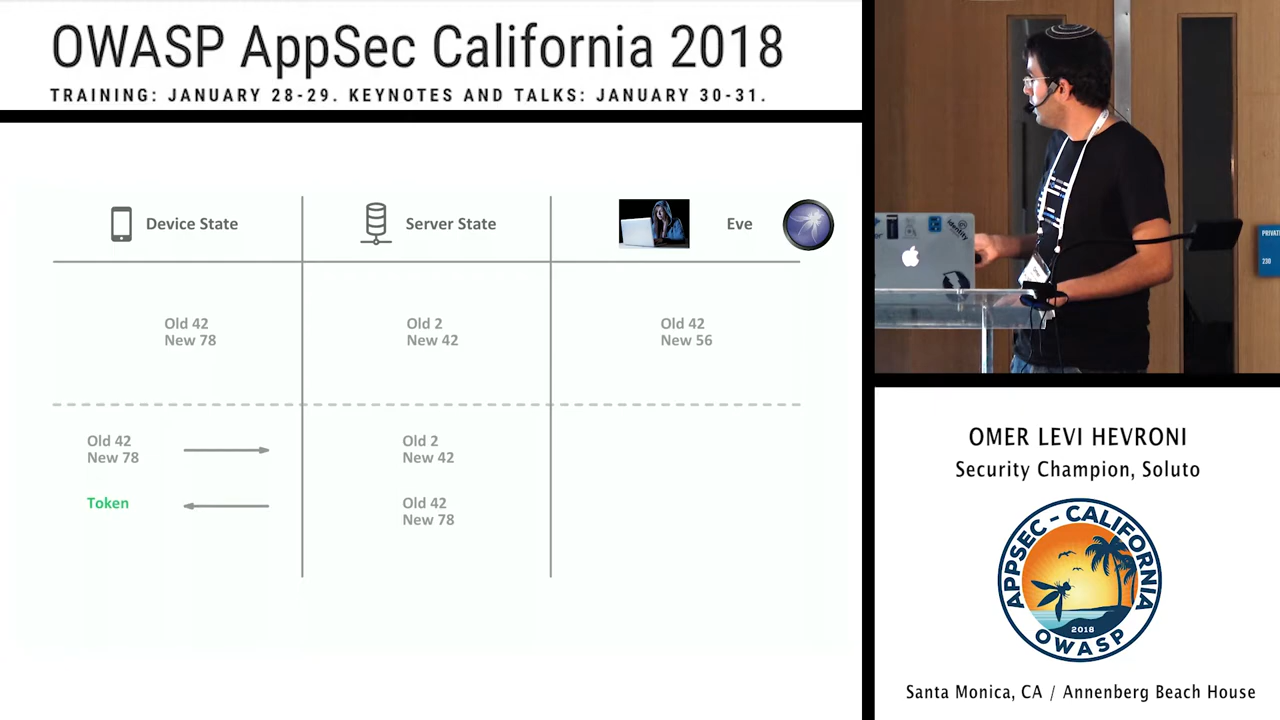 OWASP AppSec California 2018
TRAINING: JANUARY 28-29. KEYNOTES AND TALKS: JANUARY 30-31.
Device State
Server State
Eve
Old 42
New 78
Old 2
New 42
Old 42
New 56
Old 42
New 78
Old 2
New 42
Token
Old 42
New 78
identity
PRIVATE
230
OMER LEVI HEVRONI
Security Champion, Soluto
APPSEC - CALIFORNIA
2018
OWASP
Santa Monica, CA / Annenberg Beach House